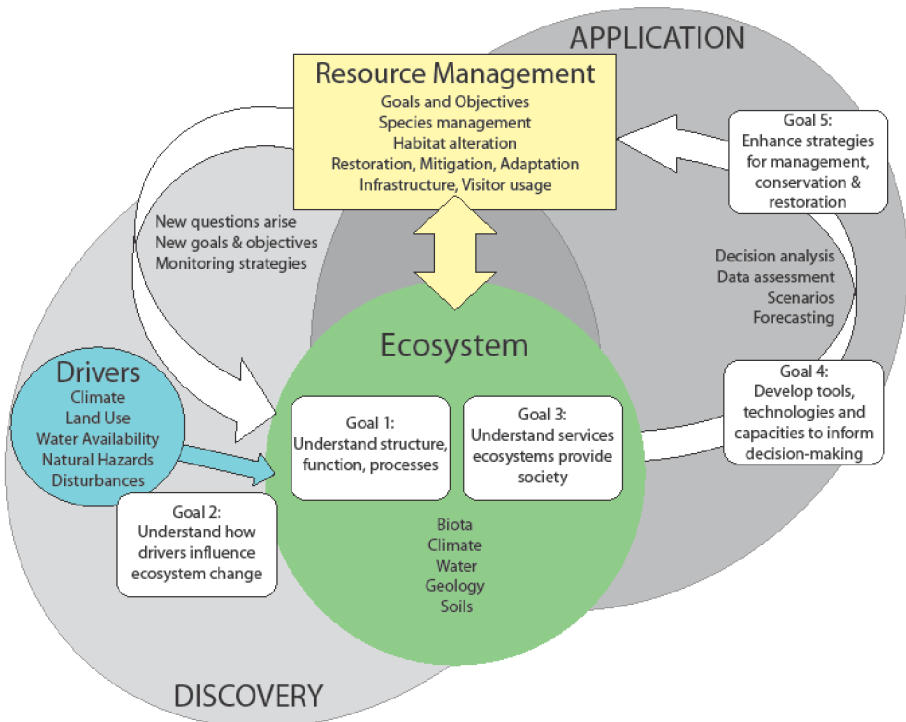 APPLICATION
Resource Management
Goals and Objectives
Species management
Habitat alteration
Restoration, Mitigation, Adaptation
Infrastructure, Visitor usage
Goal 5:
Enhance strategies
for management,
conservation &
restoration
New questions arise
New goals & objectives
Monitoring strategies
Decision analysis
Data assessment
Scenarios
Forecasting
Ecosystem
Drivers
Climate
Land Use
Water Availability
Natural Hazards
Disturbances
Goal 1:
Understand structure,
function, processes
Goal 3:
Understand services
ecosystems provide
society
Goal 4:
Develop tools,
technologies and
capacities to inform
decision-making
Goal 2:
Understand how
drivers influence
ecosystem change
Biota
Climate
Water
Geology
Soils
DISCOVERY